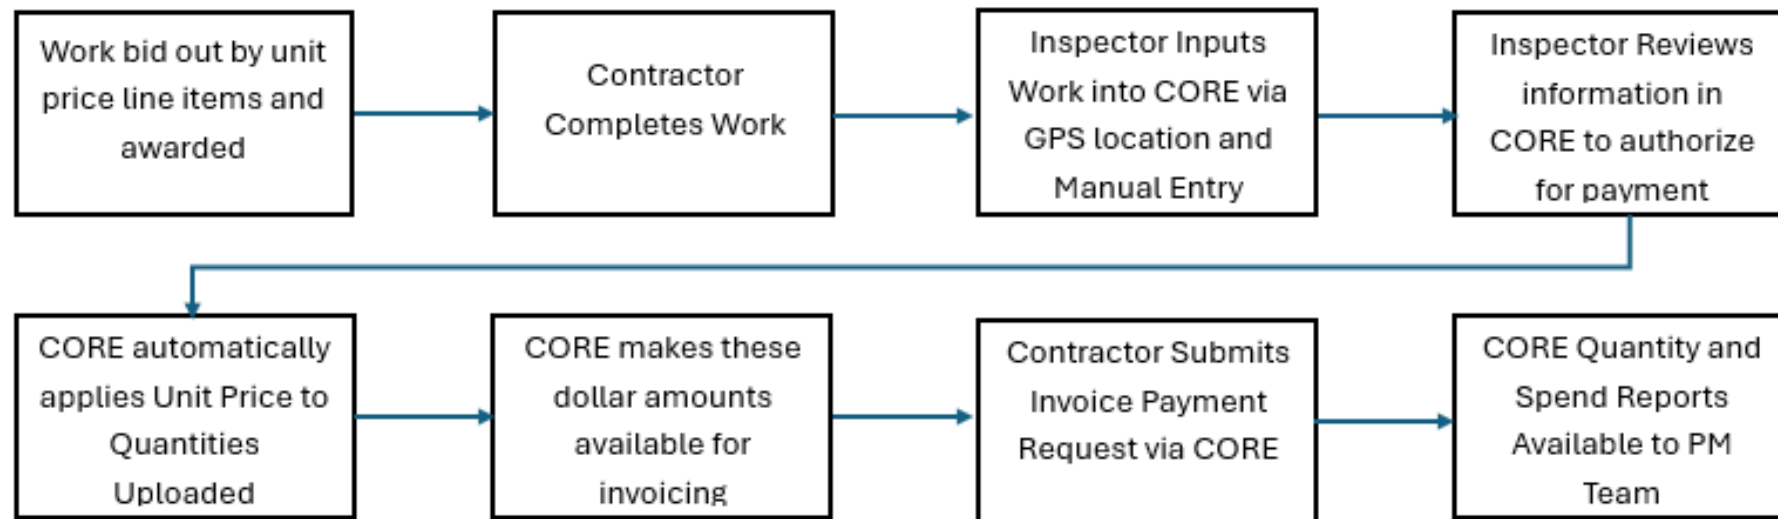 Work bid out by unit
price line items and
awarded
Contractor
Completes Work
Inspector Inputs
Work into CORE via
GPS location and
Manual Entry
Inspector Reviews
information in
CORE to authorize
for payment
CORE automatically
applies Unit Price to
Quantities
Uploaded
CORE makes these
dollar amounts
available for
invoicing
Contractor Submits
Invoice Payment
Request via CORE
CORE Quantity and
Spend Reports
Available to PM
Team